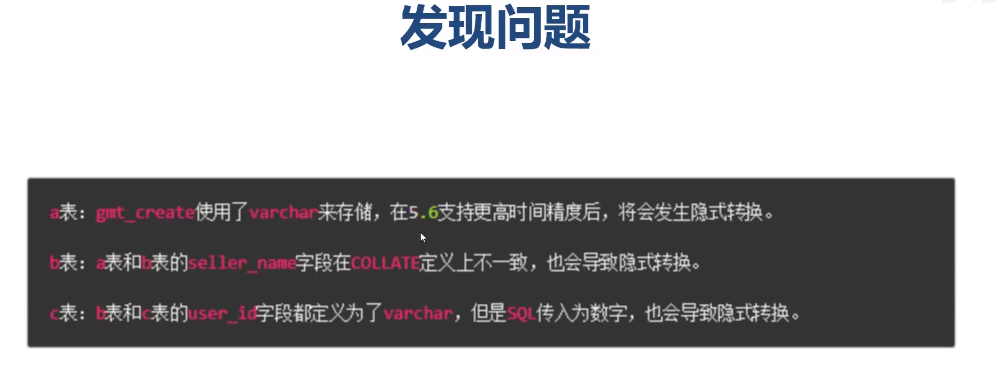 发现问题
a表：gmt_create使用了varchar来存储，在5.6支持更高时间精度后，将会发生隐式转换。
b表：a表和b表的seller_name字段在COLLATE定义上不一致，也会导致隐式转换。
c表：b表和c表的user_id字段都定义为了varchar，但是SQL传入为数字，也会导致隐式转换。